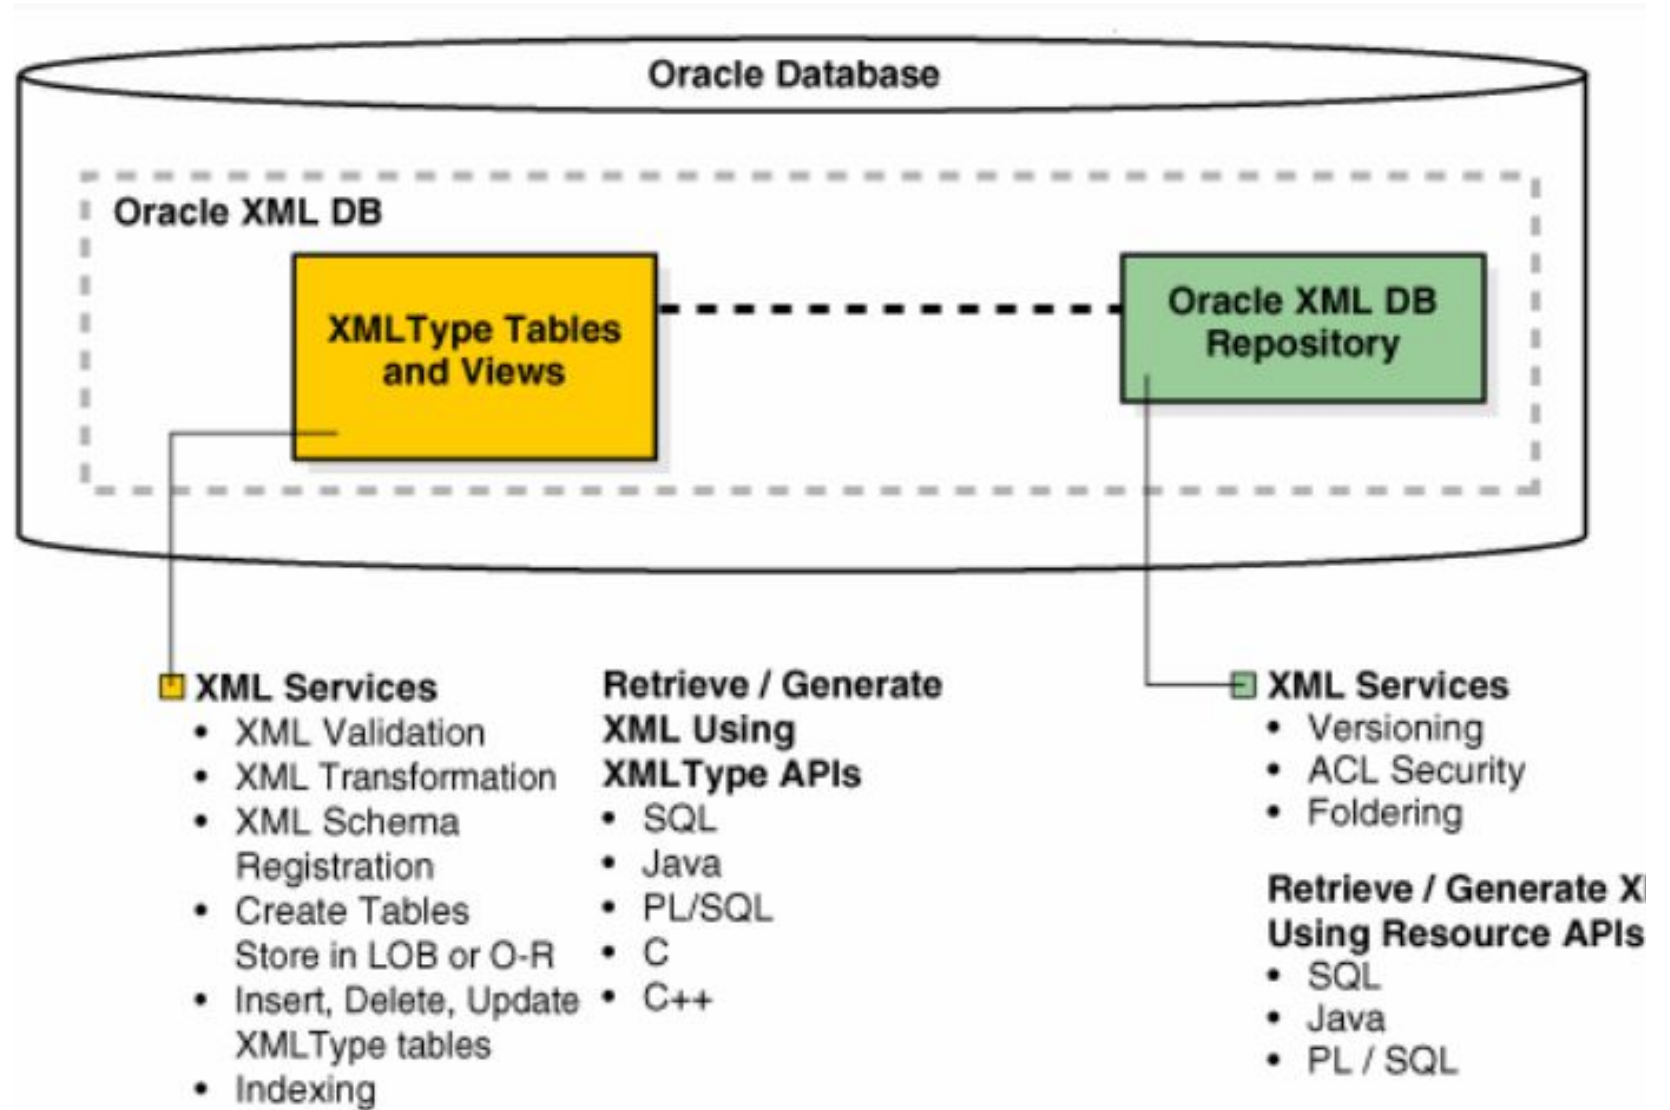 Oracle Database
Oracle XML DB
XMLType Tables
and Views
Oracle XML DB
Repository
XML Services
• XML Validation
• XML Transformation
• XML Schema
Registration
• Create Tables
Store in LOB or O-R
• Insert, Delete, Update
XMLType tables
• Indexing
Retrieve / Generate
XML Using
XMLType APIs
• SQL
• Java
• PL/SQL
• C
• C++
XML Services
• Versioning
• ACL Security
• Foldering
Retrieve / Generate
Using Resource APIs
• SQL
• Java
• PL / SQL